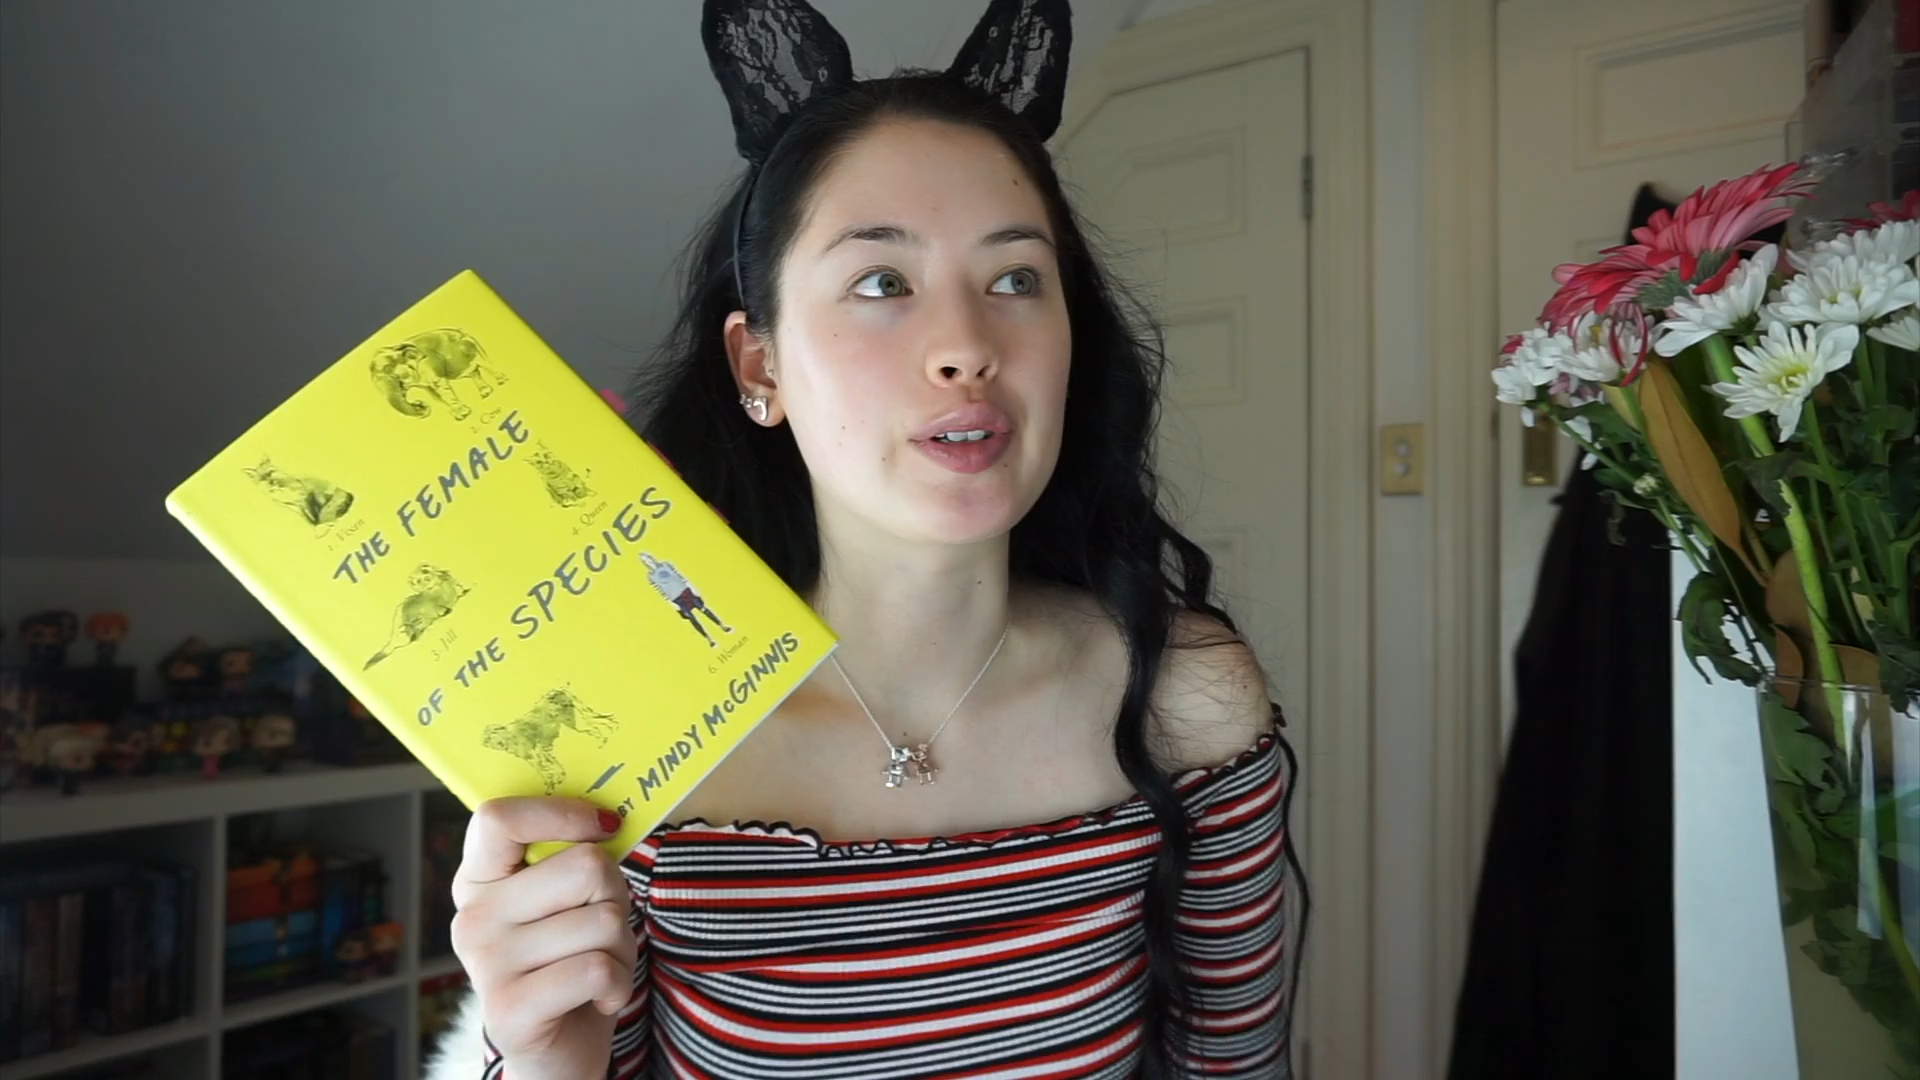 2. Cow
1. Vixen
THE FEMALE
4. Queen
3. Jill
OF THE SPECIES
6. Woman
BY MINDY McGINNIS